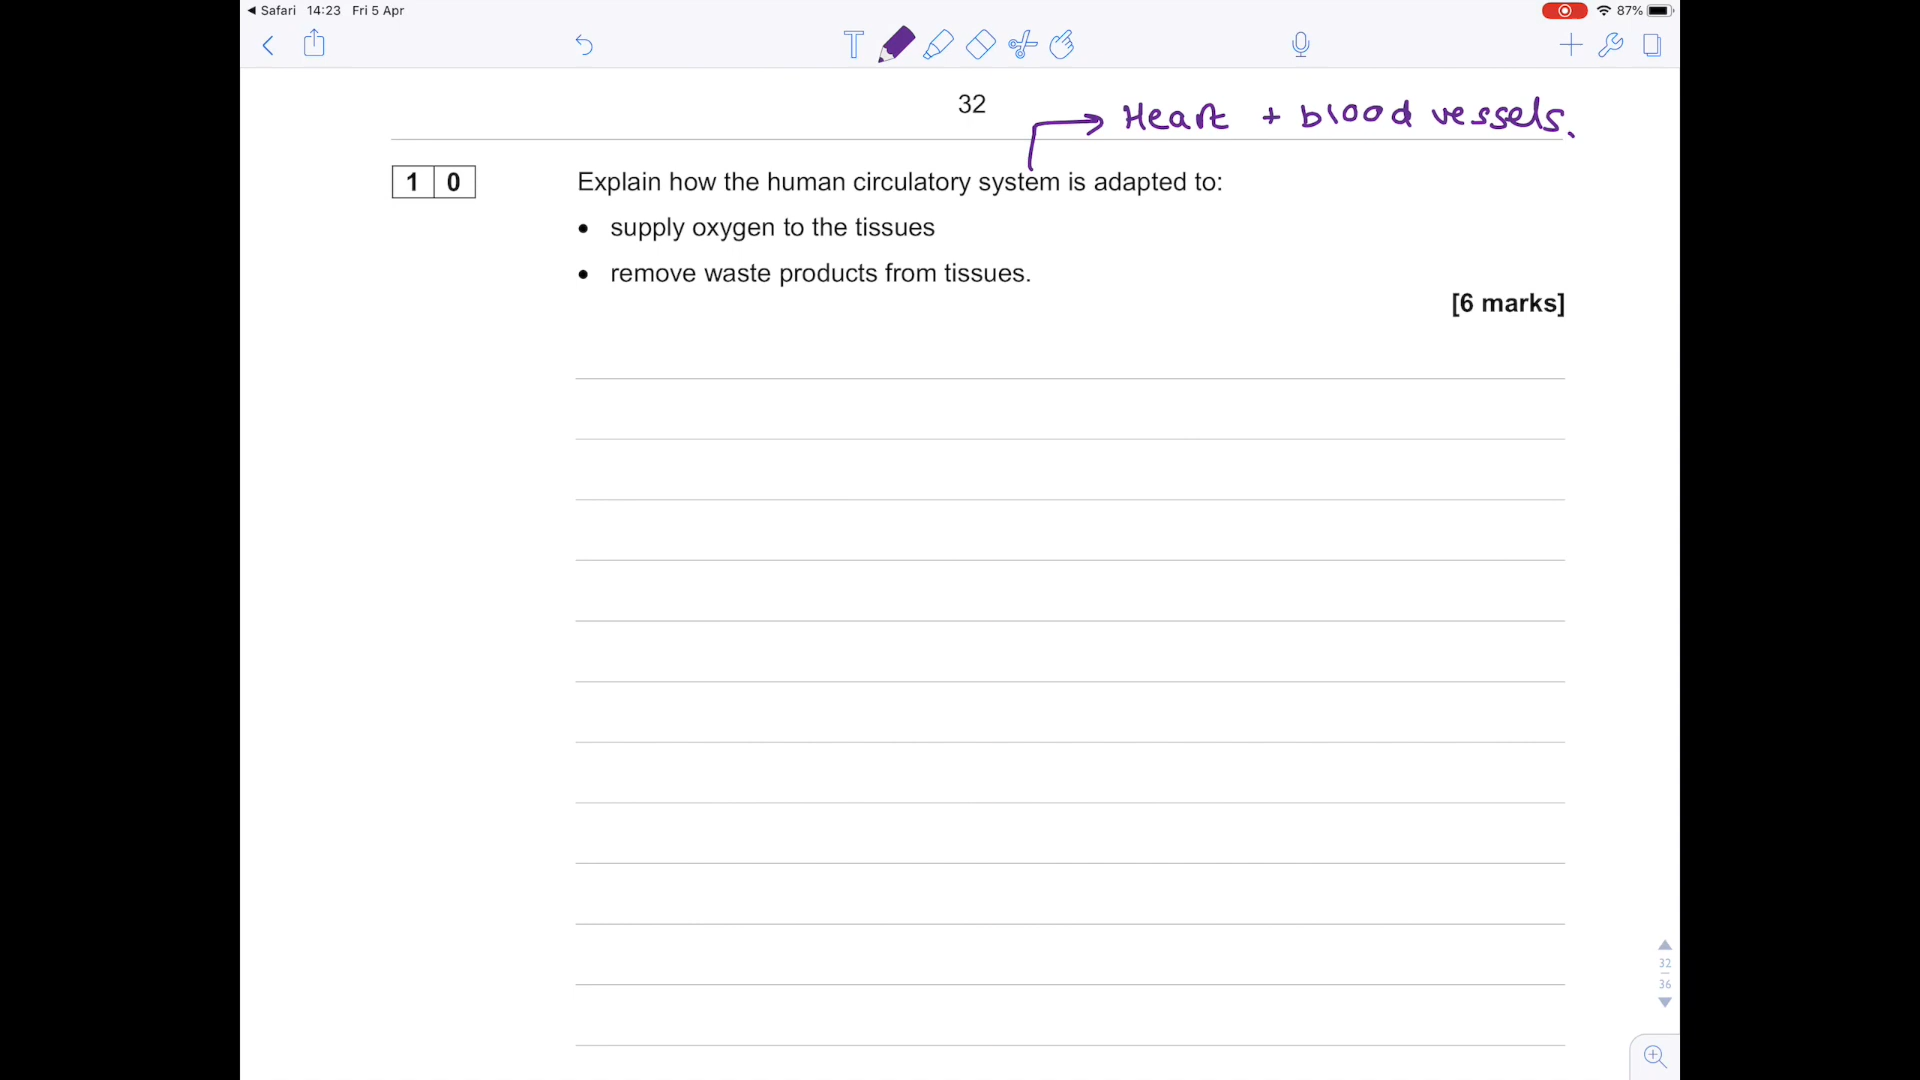 ◀ Safari 14:23 Fri 5 Apr 87%
T
32
→ Heart + blood vessels.
1 0 Explain how the human circulatory system is adapted to:
• supply oxygen to the tissues
• remove waste products from tissues.
[6 marks]
32
36